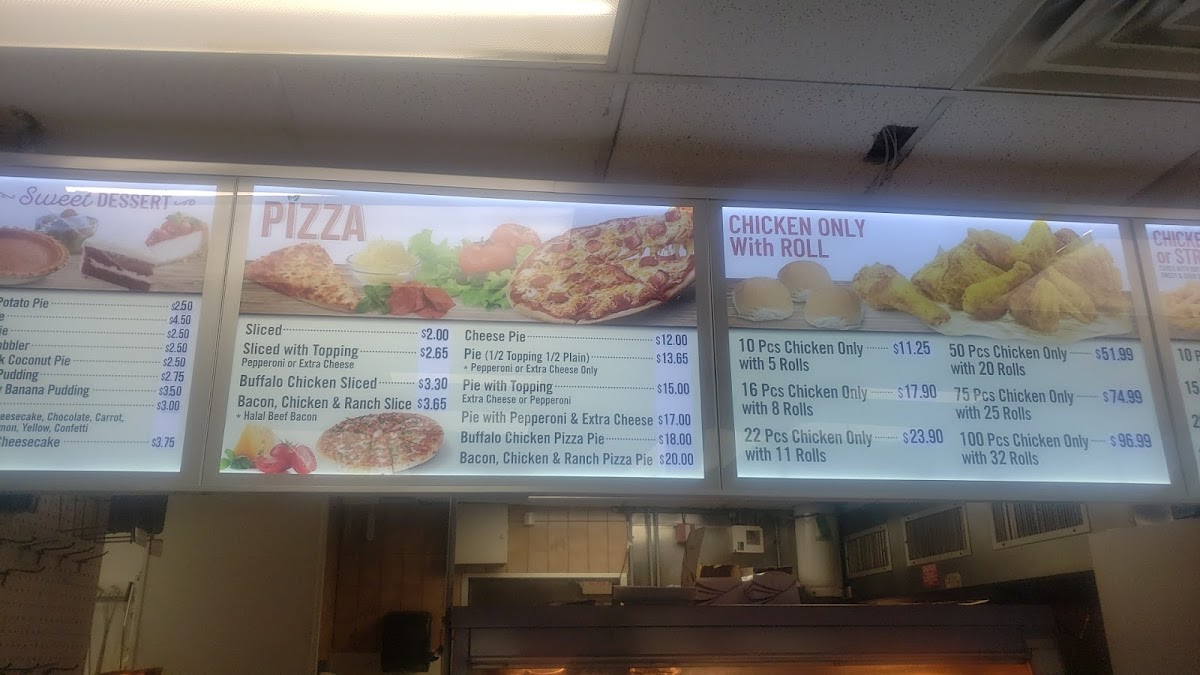 Sweet DESSERT
Potato Pie $2.50
$4.50
$2.50
$2.50
Coconut Pie $2.50
Pudding $2.75
Banana Pudding $3.50
$3.00
Chocolate, Carrot,
Yellow, Confetti
Cheesecake $3.75
PIZZA
Sliced $2.00
Sliced with Topping $2.65
Pepperoni or Extra Cheese
Buffalo Chicken Sliced $3.30
Bacon, Chicken & Ranch Slice $3.65
* Halal Beef Bacon
Cheese Pie $12.00
Pie (1/2 Topping 1/2 Plain) $13.65
* Pepperoni or Extra Cheese Only
Pie with Topping $15.00
Extra Cheese or Pepperoni
Pie with Pepperoni & Extra Cheese $17.00
Buffalo Chicken Pizza Pie $18.00
Bacon, Chicken & Ranch Pizza Pie $20.00
CHICKEN ONLY
With ROLL
10 Pcs Chicken Only $11.25
with 5 Rolls
16 Pcs Chicken Only $17.90
with 8 Rolls
22 Pcs Chicken Only $23.90
with 11 Rolls
50 Pcs Chicken Only $51.99
with 20 Rolls
75 Pcs Chicken Only $74.99
with 25 Rolls
100 Pcs Chicken Only $96.99
with 32 Rolls
CHICKE
or STR
10
15